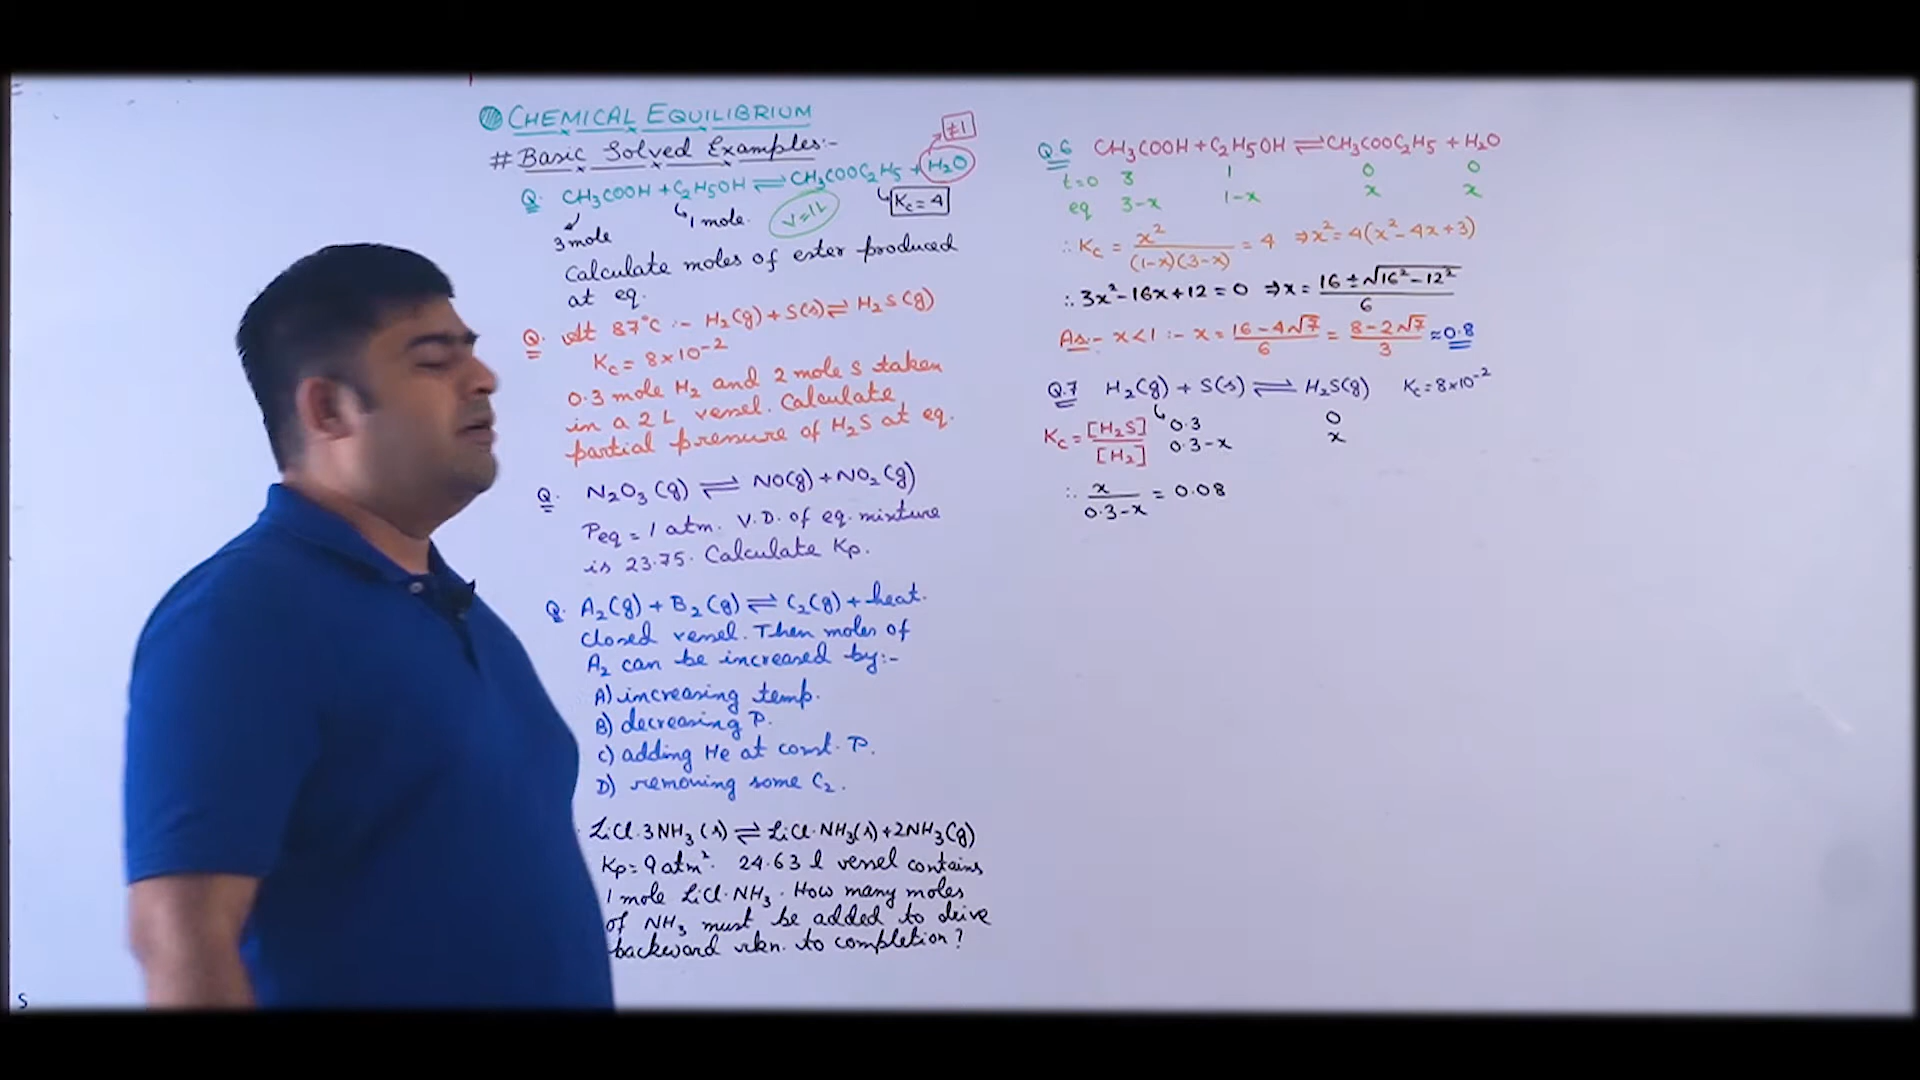 CHEMICAL EQUILIBRIUM
# Basic Solved Examples:-
≠1
Q. CH₃COOH + C₂H₅OH ⇌ CH₃COOC₂H₅ + H₂O
3 mole 1 mole. V=1L Kc = 4
Calculate moles of ester produced
at eq.
Q. At 87°C :- H₂(g) + S(s) ⇌ H₂S(g)
Kc = 8×10⁻²
0.3 mole H₂ and 2 mole S taken
in a 2 L vessel. Calculate
partial pressure of H₂S at eq.
Q. N₂O₃(g) ⇌ NO(g) + NO₂(g)
Peq = 1 atm. V.D. of eq. mixture
is 23.75. Calculate Kp.
Q. A₂(g) + B₂(g) ⇌ C₂(g) + heat.
closed vessel. Then moles of
A₂ can be increased by:-
A) increasing temp.
B) decreasing P.
C) adding He at const. P.
D) removing some C₂.
LiCl.3NH₃(s) ⇌ LiCl.NH₃(s) + 2NH₃(g)
Kp = 9 atm². 24.63 l vessel contains
1 mole LiCl.NH₃. How many moles
of NH₃ must be added to drive
backward rkn. to completion?
Q.6 CH₃COOH + C₂H₅OH ⇌ CH₃COOC₂H₅ + H₂O
t=0 3 1 0 0
eq 3-x 1-x x x
∴ Kc = x²/(1-x)(3-x) = 4 ⇒ x² = 4(x²-4x+3)
∴ 3x²-16x+12 = 0 ⇒ x = 16 ± √16²-12²/6
As:- x<1 :- x = 16-4√7/6 = 8-2√7/3 ≈ 0.8
Q.7 H₂(g) + S(s) ⇌ H₂S(g) Kc = 8×10⁻²
Kc = [H₂S]/[H₂] 0.3 0
0.3-x x
∴ x/0.3-x = 0.08
S